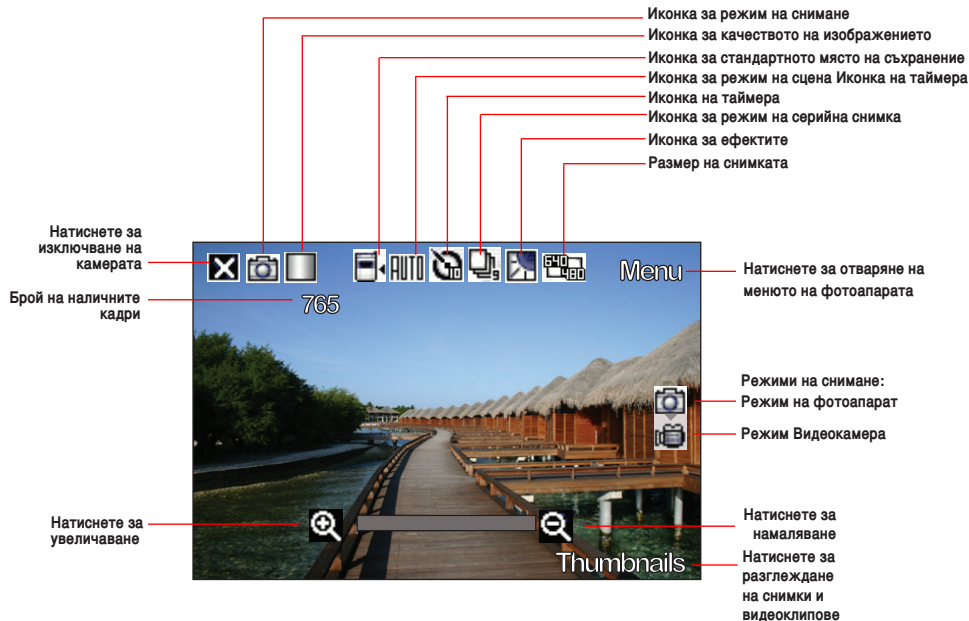 Иконка за режим на снимане
Иконка за качеството на изображението
Иконка за стандартното място на съхранение
Иконка за режим на сцена Иконка на таймера
Иконка на таймера
Иконка за режим на серийна снимка
Иконка за ефектите
Размер на снимката
Натиснете за
изключване на
камерата
Брой на наличните
кадри
AUTO
10
9
640
480
Menu
765
Натиснете за отваряне на
менюто на фотоапарата
Режими на снимане:
Режим на фотоапарат
Режим Видеокамера
Натиснете за
увеличаване
Натиснете за
намаляване
Thumbnails
Натиснете за
разглеждане
на снимки и
видеоклипове